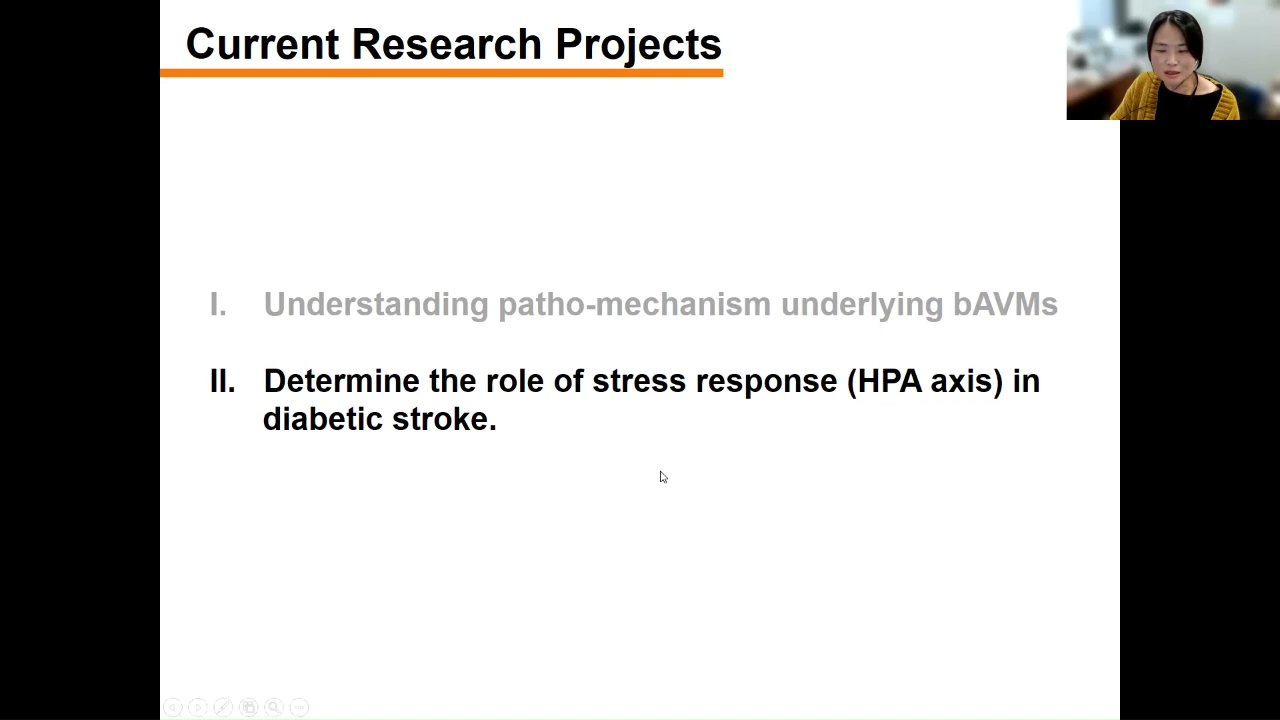 Current Research Projects
I. Understanding patho-mechanism underlying bAVMs
II. Determine the role of stress response (HPA axis) in
diabetic stroke.